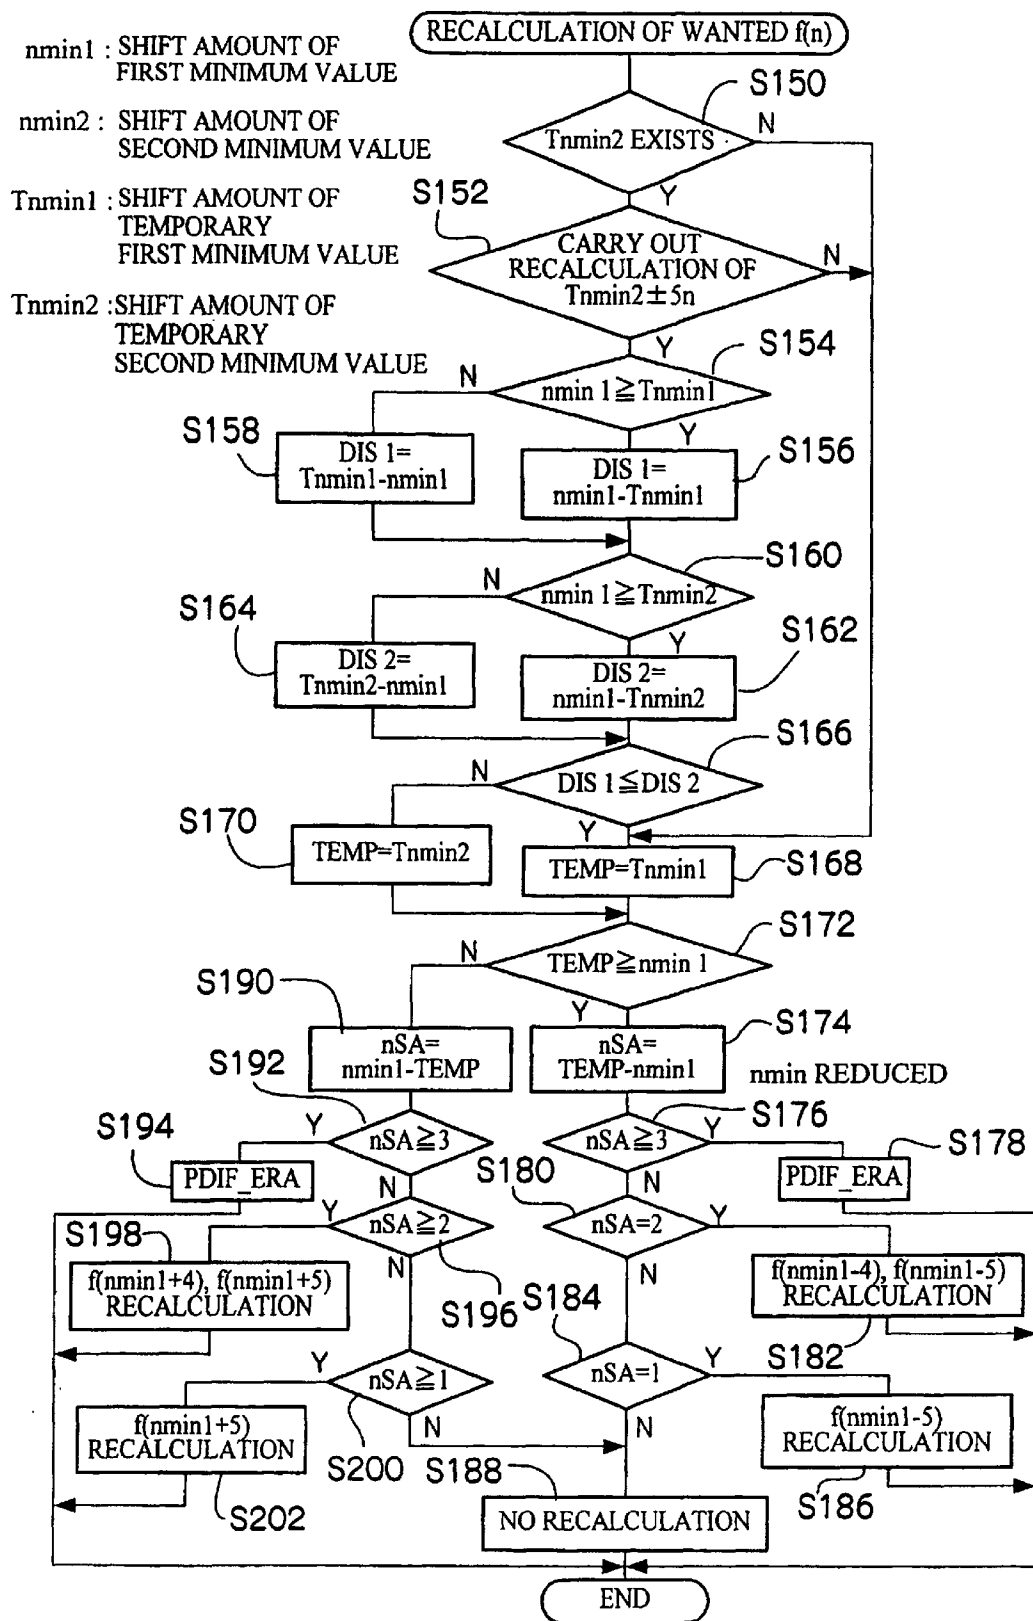 RECALCULATION OF WANTED f(n)
nmin1 : SHIFT AMOUNT OF
FIRST MINIMUM VALUE
nmin2 : SHIFT AMOUNT OF
SECOND MINIMUM VALUE
Tnmin1 : SHIFT AMOUNT OF
TEMPORARY
FIRST MINIMUM VALUE
Tnmin2 : SHIFT AMOUNT OF
TEMPORARY
SECOND MINIMUM VALUE
S150
Tnmin2 EXISTS
N
Y
S152
CARRY OUT
RECALCULATION OF
Tnmin2±5n
N
Y
S154
nmin 1≧Tnmin1
N
Y
S158
DIS 1=
Tnmin1-nmin1
S156
DIS 1=
nmin1-Tnmin1
S160
nmin 1≧Tnmin2
N
Y
S164
DIS 2=
Tnmin2-nmin1
S162
DIS 2=
nmin1-Tnmin2
S166
DIS 1≦DIS 2
N
Y
S170
TEMP=Tnmin2
TEMP=Tnmin1
S168
S172
TEMP≧nmin 1
N
Y
S190
nSA=
nmin1-TEMP
S174
nSA=
TEMP-nmin1
nmin REDUCED
S192
nSA≧3
Y
N
S176
nSA≧3
Y
N
S194
PDIF_ERA
S178
PDIF_ERA
S196
nSA≧2
Y
N
S180
nSA=2
Y
N
S198
f(nmin1+4), f(nmin1+5)
RECALCULATION
f(nmin1-4), f(nmin1-5)
RECALCULATION
S182
S184
nSA≧1
Y
N
nSA=1
Y
N
f(nmin1+5)
RECALCULATION
S200
S202
f(nmin1-5)
RECALCULATION
S186
S188
NO RECALCULATION
END